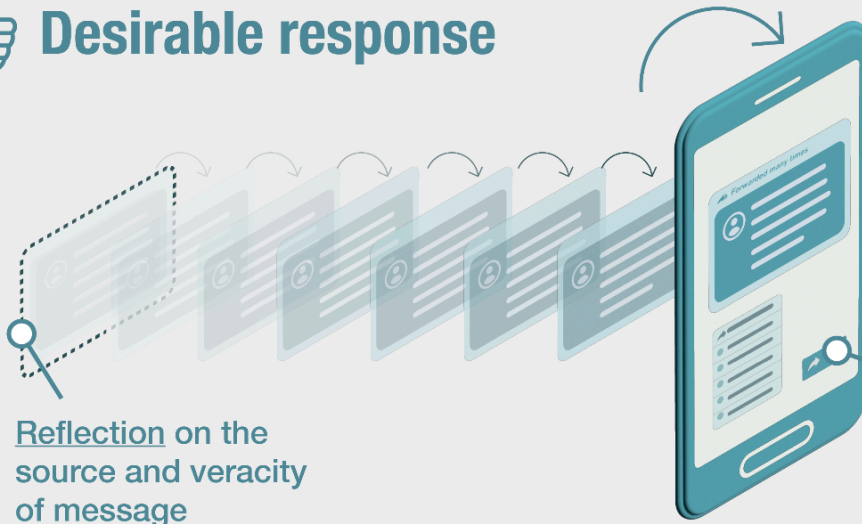 Desirable response
Forwarded many times
Reflection on the
source and veracity
of message